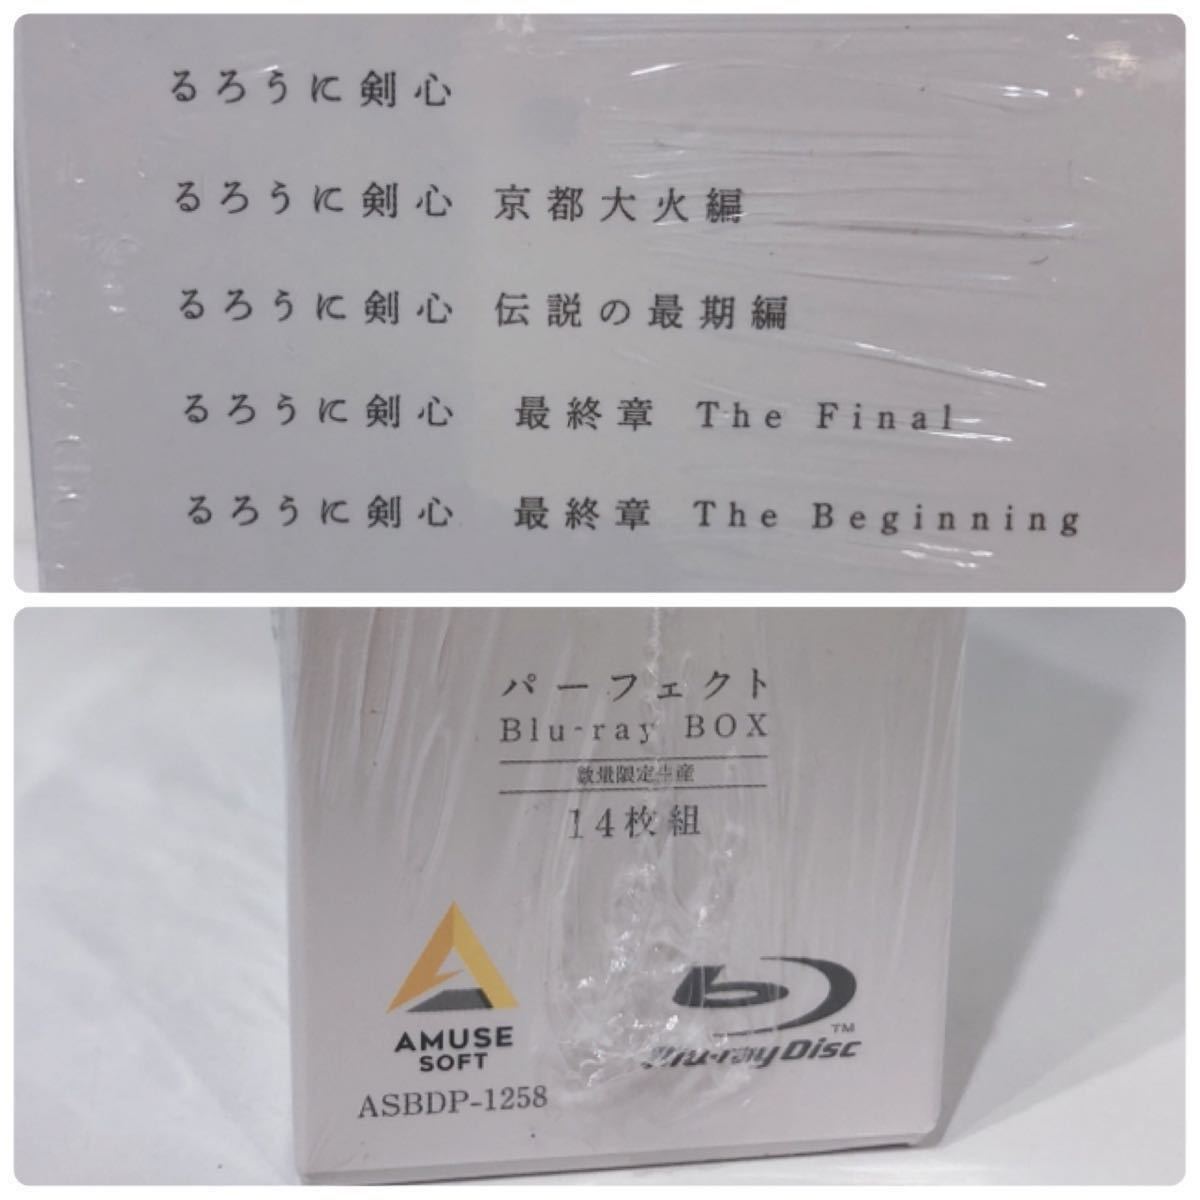 るろうに剣心
るろうに剣心 京都大火編
るろうに剣心 伝説の最期編
るろうに剣心 最終章 The Final
るろうに剣心 最終章 The Beginning
パーフェクト
Blu-ray BOX
数量限定生産
14枚組
AMUSE
SOFT
ASBDP-1258
TM
Blu-ray Disc